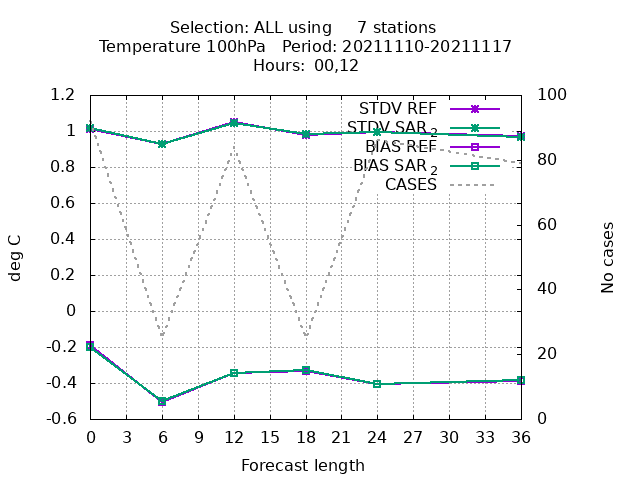 Selection: ALL using 7 stations
Temperature 100hPa Period: 20211110-20211117
Hours: 00,12
1.2
1
0.8
0.6
0.4
0.2
0
-0.2
-0.4
-0.6
100
80
60
40
20
0
STDV REF
STDV SAR 2
BIAS REF
BIAS SAR 2
CASES
deg C
No cases
0 3 6 9 12 15 18 21 24 27 30 33 36
Forecast length